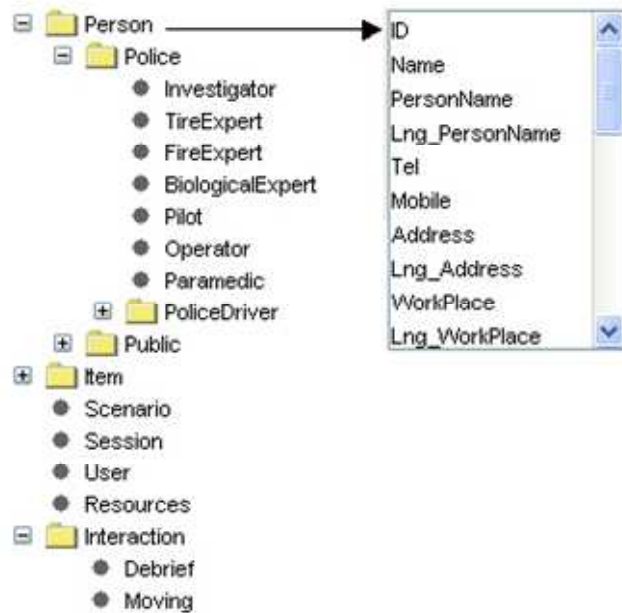 Person
Police
Investigator
TireExpert
FireExpert
BiologicalExpert
Pilot
Operator
Paramedic
PoliceDriver
Public
Item
Scenario
Session
User
Resources
Interaction
Debrief
Moving
ID
Name
PersonName
Lng_PersonName
Tel
Mobile
Address
Lng_Address
WorkPlace
Lng_WorkPlace